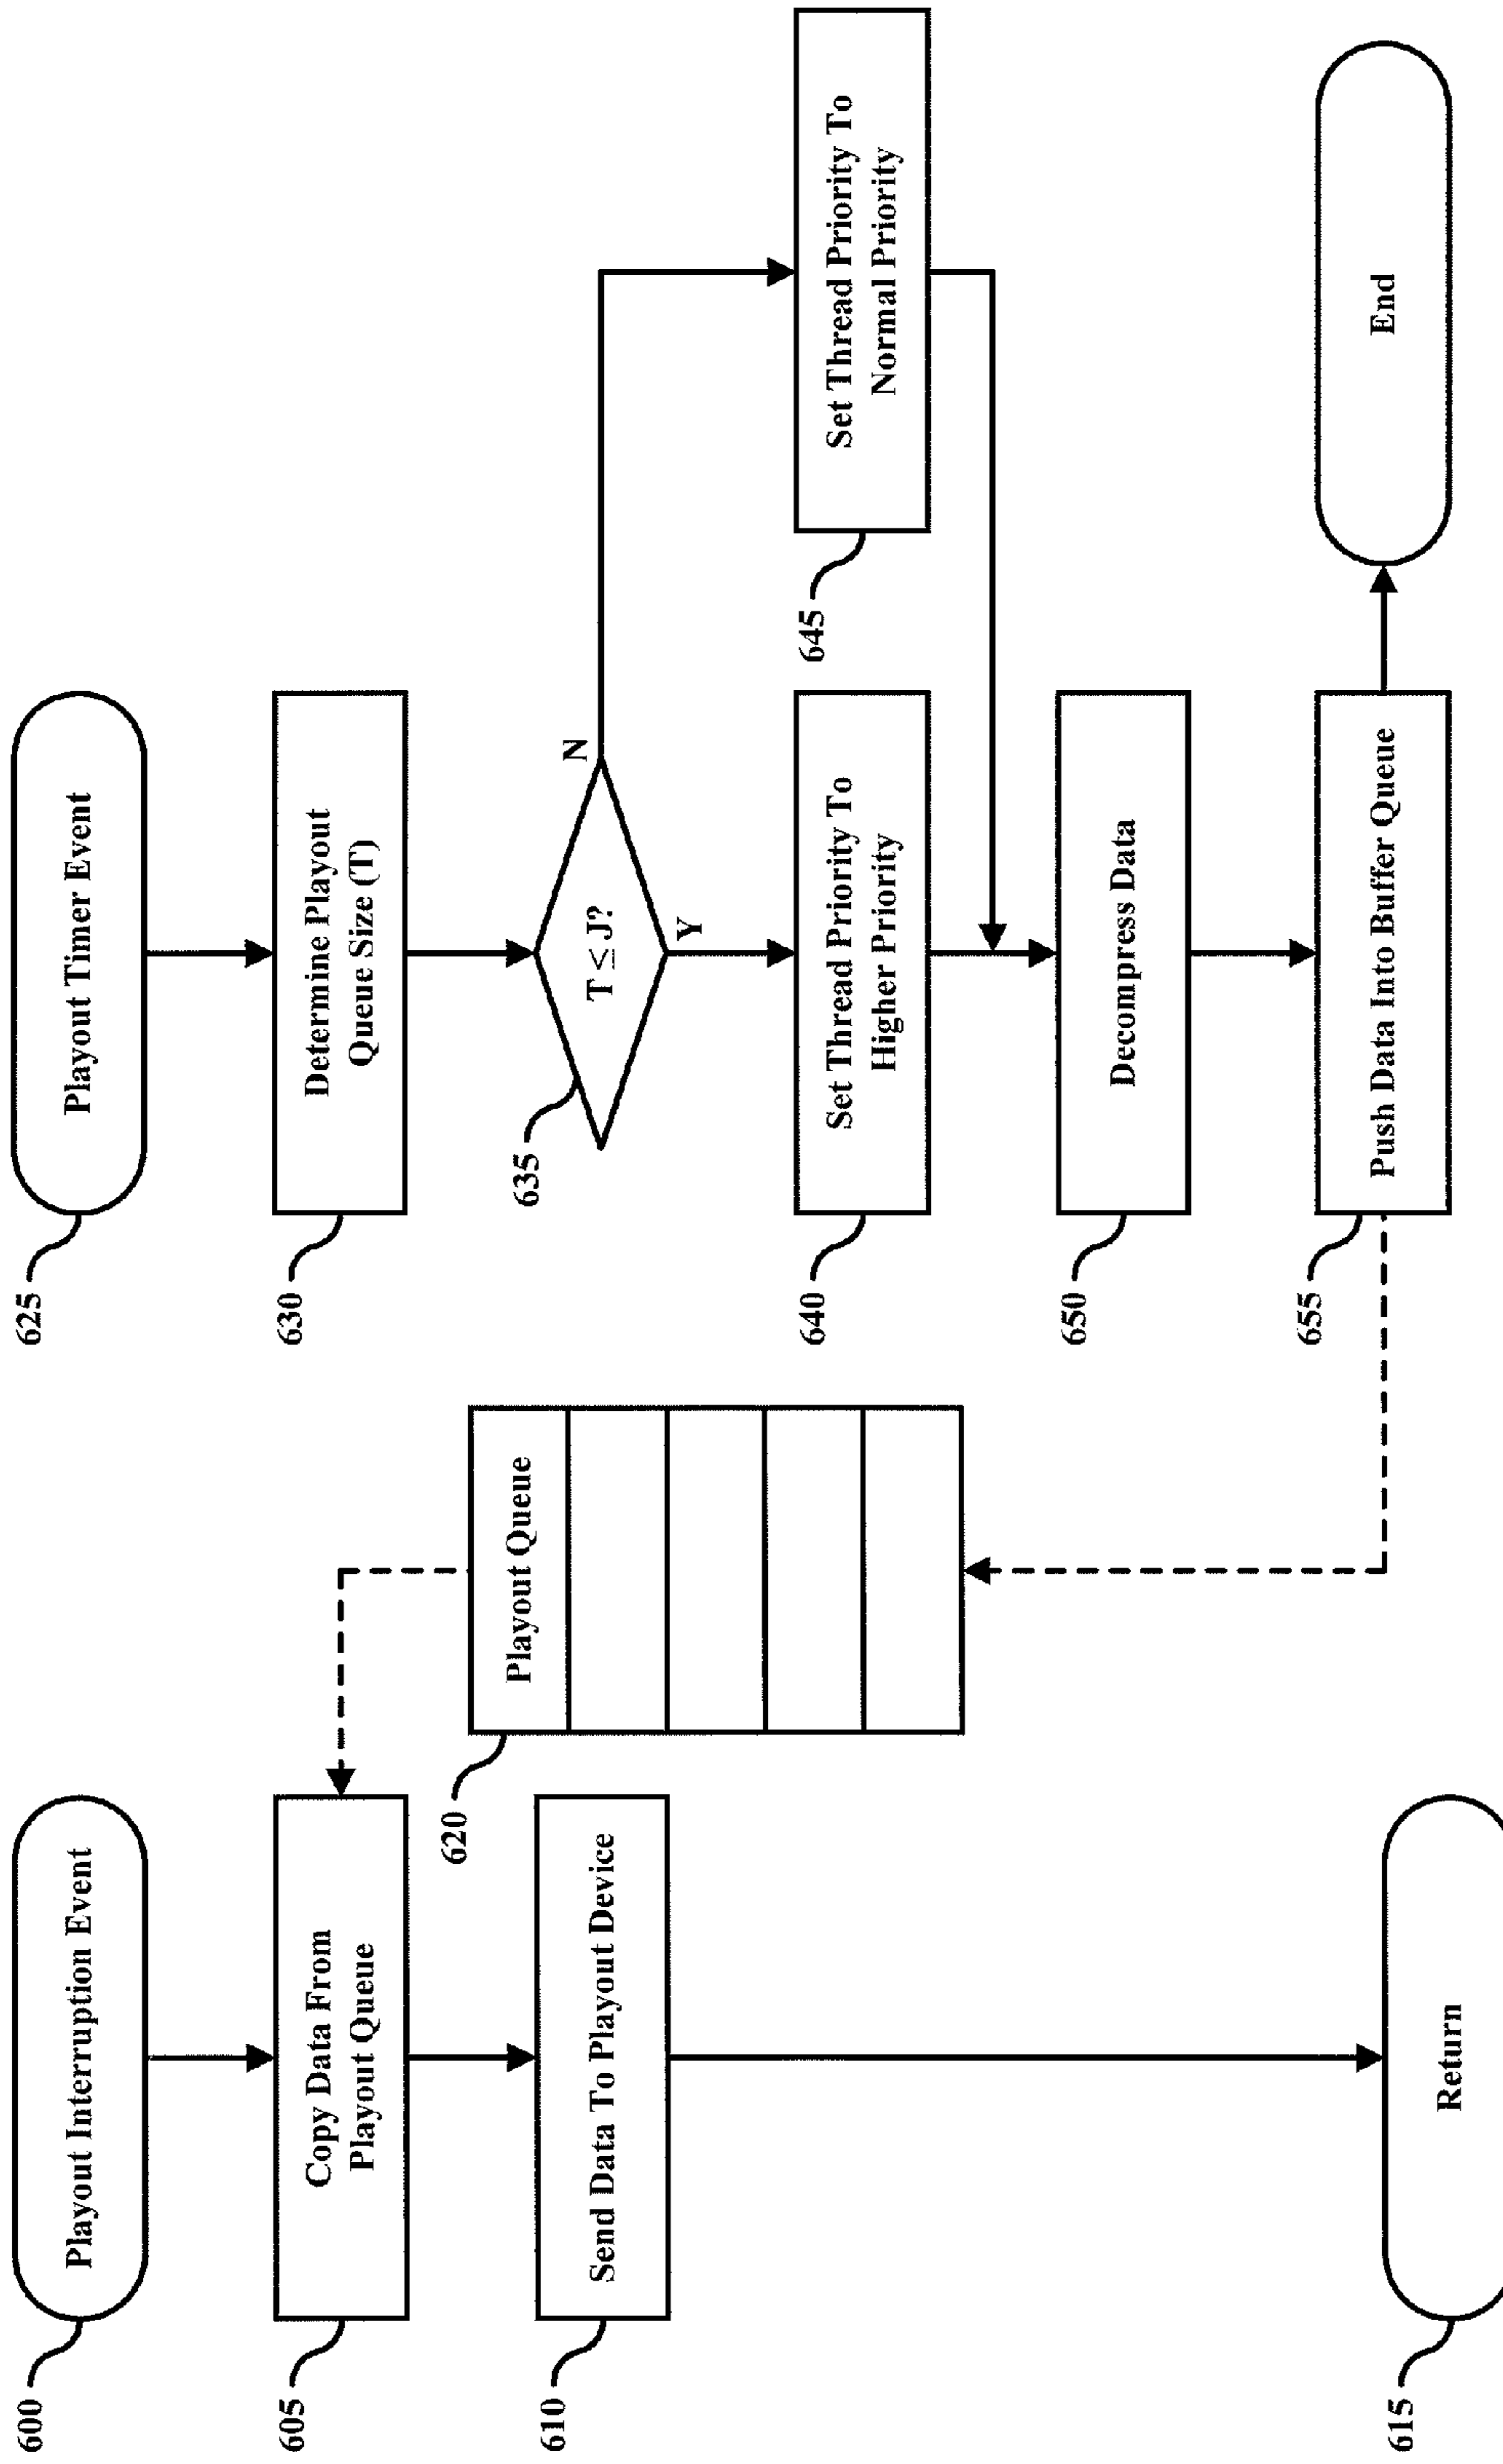 600
Playout Interruption Event
605
Copy Data From
Playout Queue
610
Send Data To Playout Device
615
Return
620
Playout Queue
625
Playout Timer Event
630
Determine Playout
Queue Size (T)
635
T ≤ J?
N
Y
640
Set Thread Priority To
Higher Priority
645
Set Thread Priority To
Normal Priority
650
Decompress Data
655
Push Data Into Buffer Queue
End